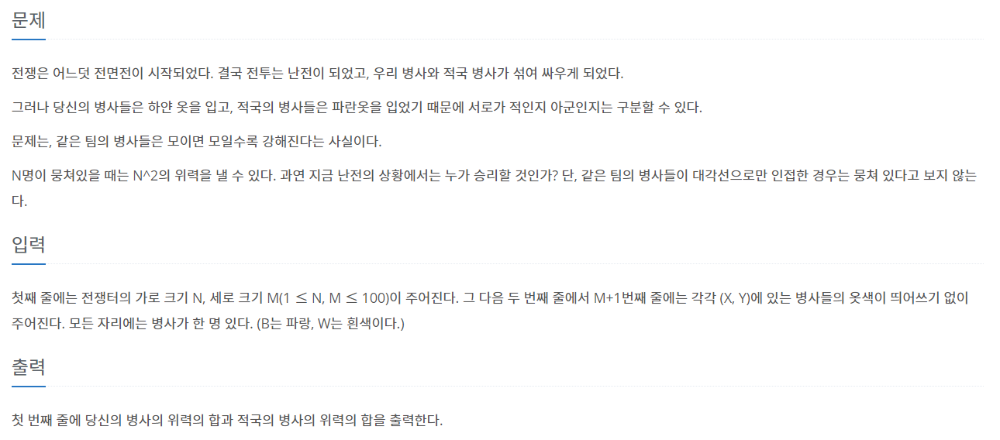 문제
전쟁은 어느덧 전면전이 시작되었다. 결국 전투는 난전이 되었고, 우리 병사와 적국 병사가 섞여 싸우게 되었다.
그러나 당신의 병사들은 하얀 옷을 입고, 적국의 병사들은 파란옷을 입었기 때문에 서로가 적인지 아군인지는 구분할 수 있다.
문제는, 같은 팀의 병사들은 모이면 모일수록 강해진다는 사실이다.
N명이 뭉쳐있을 때는 N^2의 위력을 낼 수 있다. 과연 지금 난전의 상황에서는 누가 승리할 것인가? 단, 같은 팀의 병사들이 대각선으로만 인접한 경우는 뭉쳐 있다고 보지 않는
다.
입력
첫째 줄에는 전쟁터의 가로 크기 N, 세로 크기 M(1 ≤ N, M ≤ 100)이 주어진다. 그 다음 두 번째 줄에서 M+1번째 줄에는 각각 (X, Y)에 있는 병사들의 옷색이 띄어쓰기 없이
주어진다. 모든 자리에는 병사가 한 명 있다. (B는 파랑, W는 흰색이다.)
출력
첫 번째 줄에 당신의 병사의 위력의 합과 적국의 병사의 위력의 합을 출력한다.